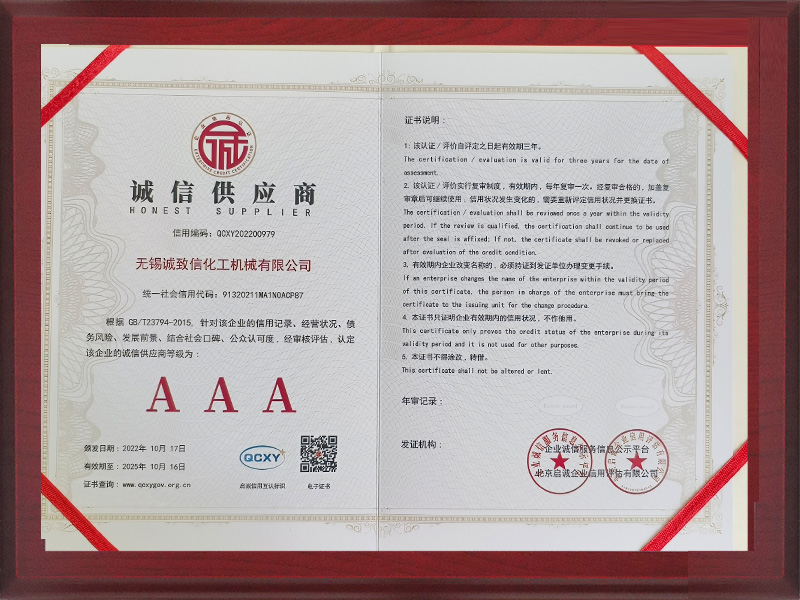 诚信供应商
HONEST SUPPLIER
信用编码：QCXY202200979
无锡诚致信化工机械有限公司
统一社会信用代码：91320211MA1N0ACPB7
根据 GB/T23794-2015, 针对该企业的信用记录、经营状况、债
务风险、发展前景、结合社会口碑、公众认可度，经审核评估，认定
该企业的诚信供应商等级为：
AAA
颁发日期：2022年 10月 17日
有效期至：2025年 10月 16日
证书查询：www.qcxygov.org.cn
QCXY
启诚信用互认标识
电子证书
证书说明：
1: 该认证／评价自评定之日起有效期三年。
The certification / evaluation is valid for three years for the date of
assessment.
2. 该认证／评价实行复审制度，有效期内，每年复审一次。经复审合格的，加盖复
审章后可继续使用．信用状况发生变化的，需要重新评定信用状况并更换证书。
The certification / evaluation shall be reviewed once a year within the validity
period. If the review is qualified, the certification shall continue to be used
after the seal is affixed; If not, the certificate shall be revoked or replaced
after evaluation of the credit condition.
3. 有效期内企业改变名称的，必须持证到发证单位办理变更手续。
If an enterprise changes the name of the enterprise within the validity period
of this certificate, the person in charge of the enterprise must bring the
certificate to the issuing unit for the change procedure.
4. 本证书只证明企业有效期内的信用状况，不作他用。
This certificate only proves the credit status of the enterprise during its
validity period and it is not used for other purposes.
5. 本证书不得涂改，转借。
This certificate shall not be altered or lent.
年审记录：
发证机构：
企业诚信服务信息公示平台
北京启诚企业信用评估有限公司